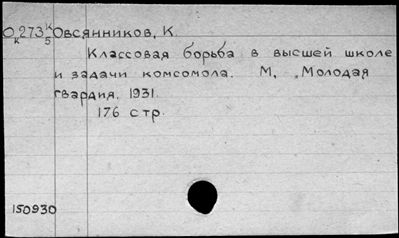 О 273 К Овсянников, К.
к 5
Классовая борьба в высшей школе
и задачи комсомола. М, „Молодая
гвардия, 1931.
176 стр.
150930